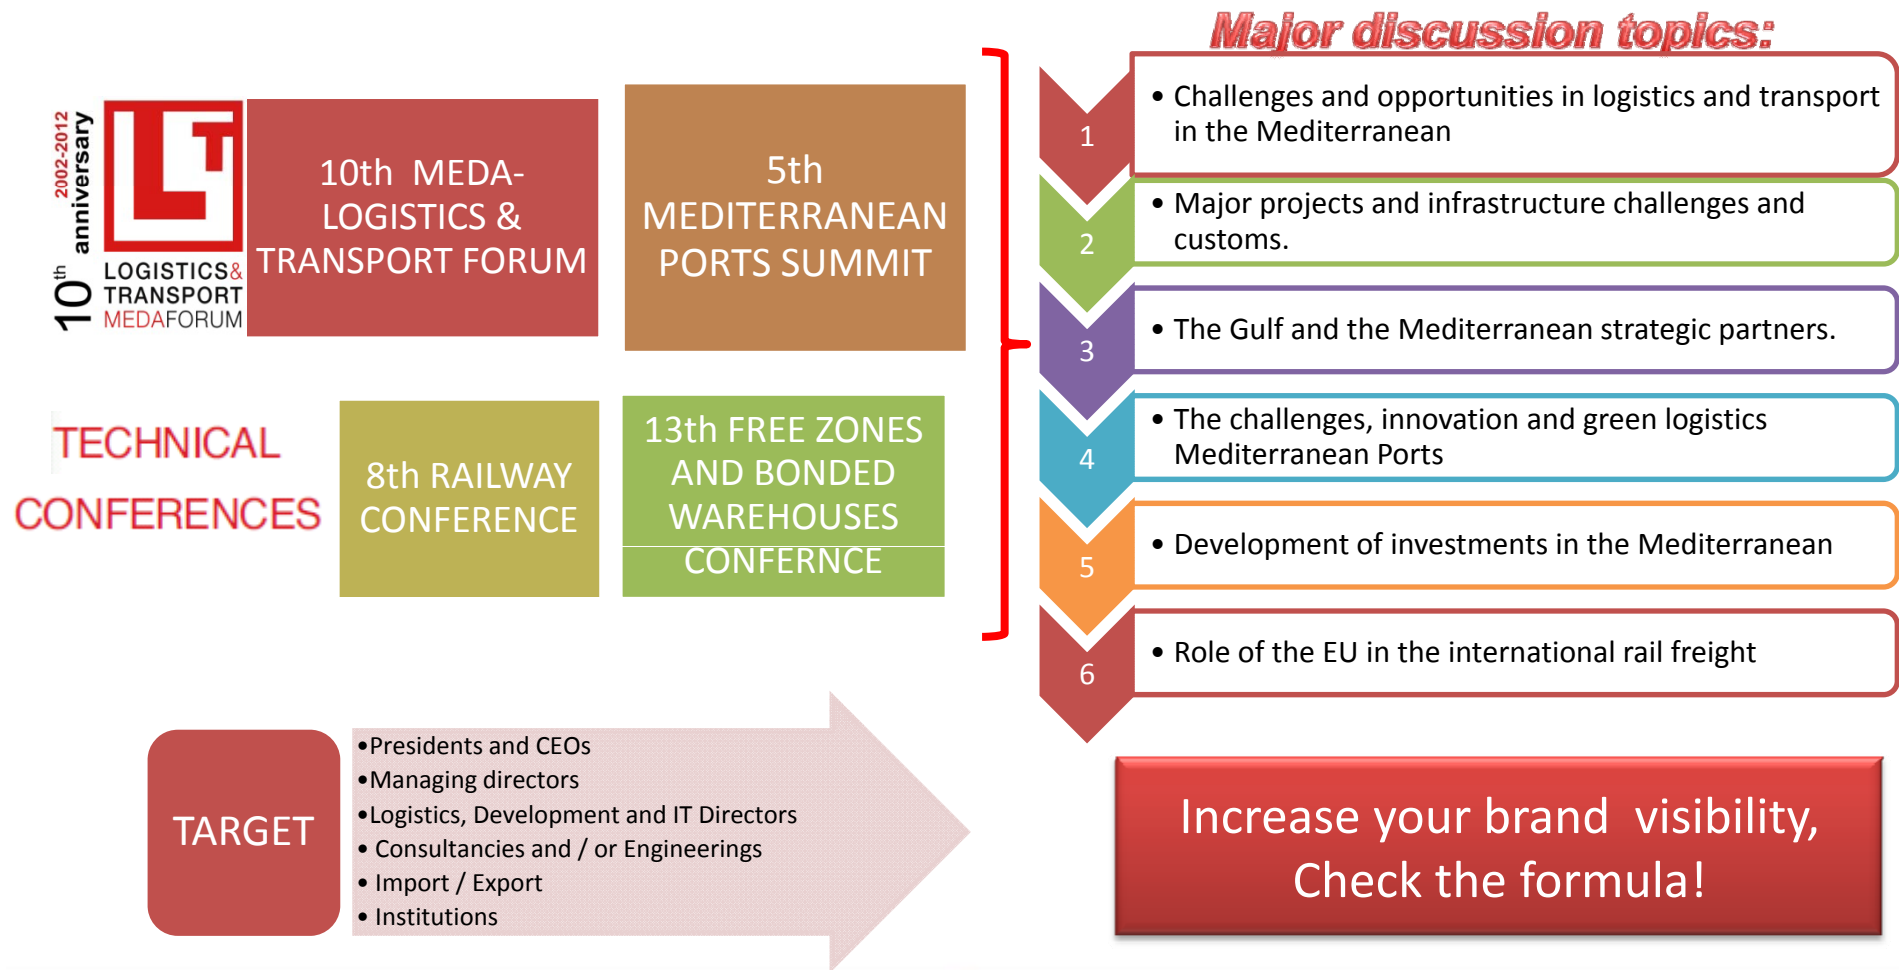 2002-2012
10th anniversary
LT
LOGISTICS&
TRANSPORT
MEDAFORUM
10th  MEDA-
LOGISTICS &
TRANSPORT FORUM
5th
MEDITERRANEAN
PORTS SUMMIT
TECHNICAL
CONFERENCES
8th RAILWAY
CONFERENCE
13th FREE ZONES
AND BONDED
WAREHOUSES
CONFERNCE
Major discussion topics:
1
• Challenges and opportunities in logistics and transport
in the Mediterranean
2
• Major projects and infrastructure challenges and
customs.
3
• The Gulf and the Mediterranean strategic partners.
4
• The challenges, innovation and green logistics
Mediterranean Ports
5
• Development of investments in the Mediterranean
6
• Role of the EU in the international rail freight
TARGET
•Presidents and CEOs
•Managing directors
•Logistics, Development and IT Directors
• Consultancies and / or Engineerings
• Import / Export
• Institutions
Increase your brand  visibility,
Check the formula!